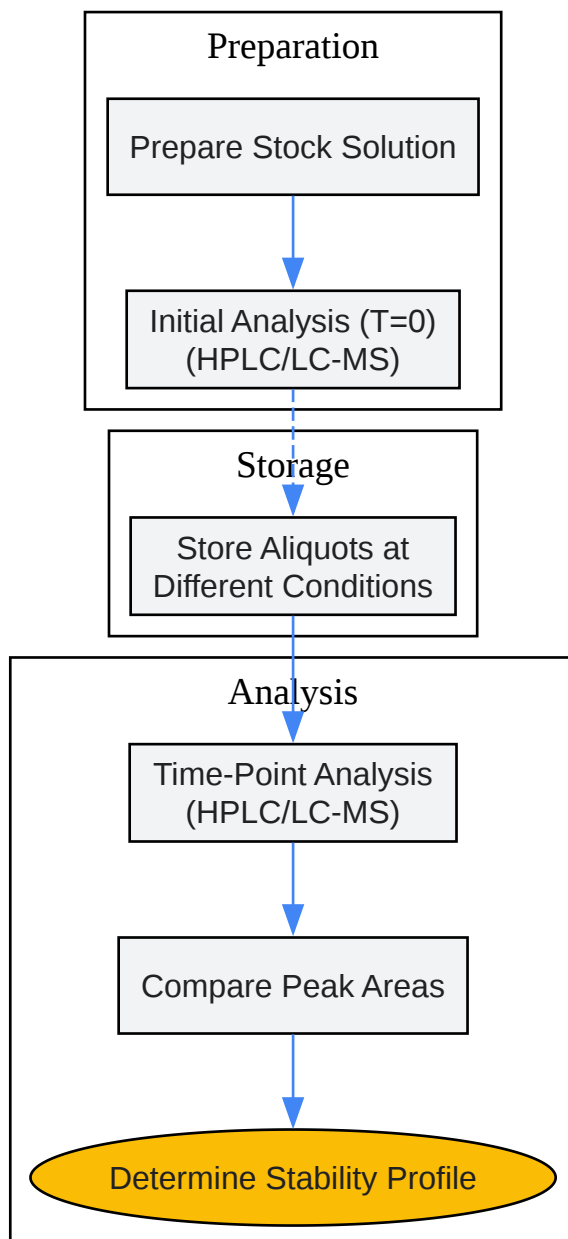 Preparation
Prepare Stock Solution
Initial Analysis (T=0)
(HPLC/LC-MS)
Storage
Store Aliquots at
Different Conditions
Analysis
Time-Point Analysis
(HPLC/LC-MS)
Compare Peak Areas
Determine Stability Profile